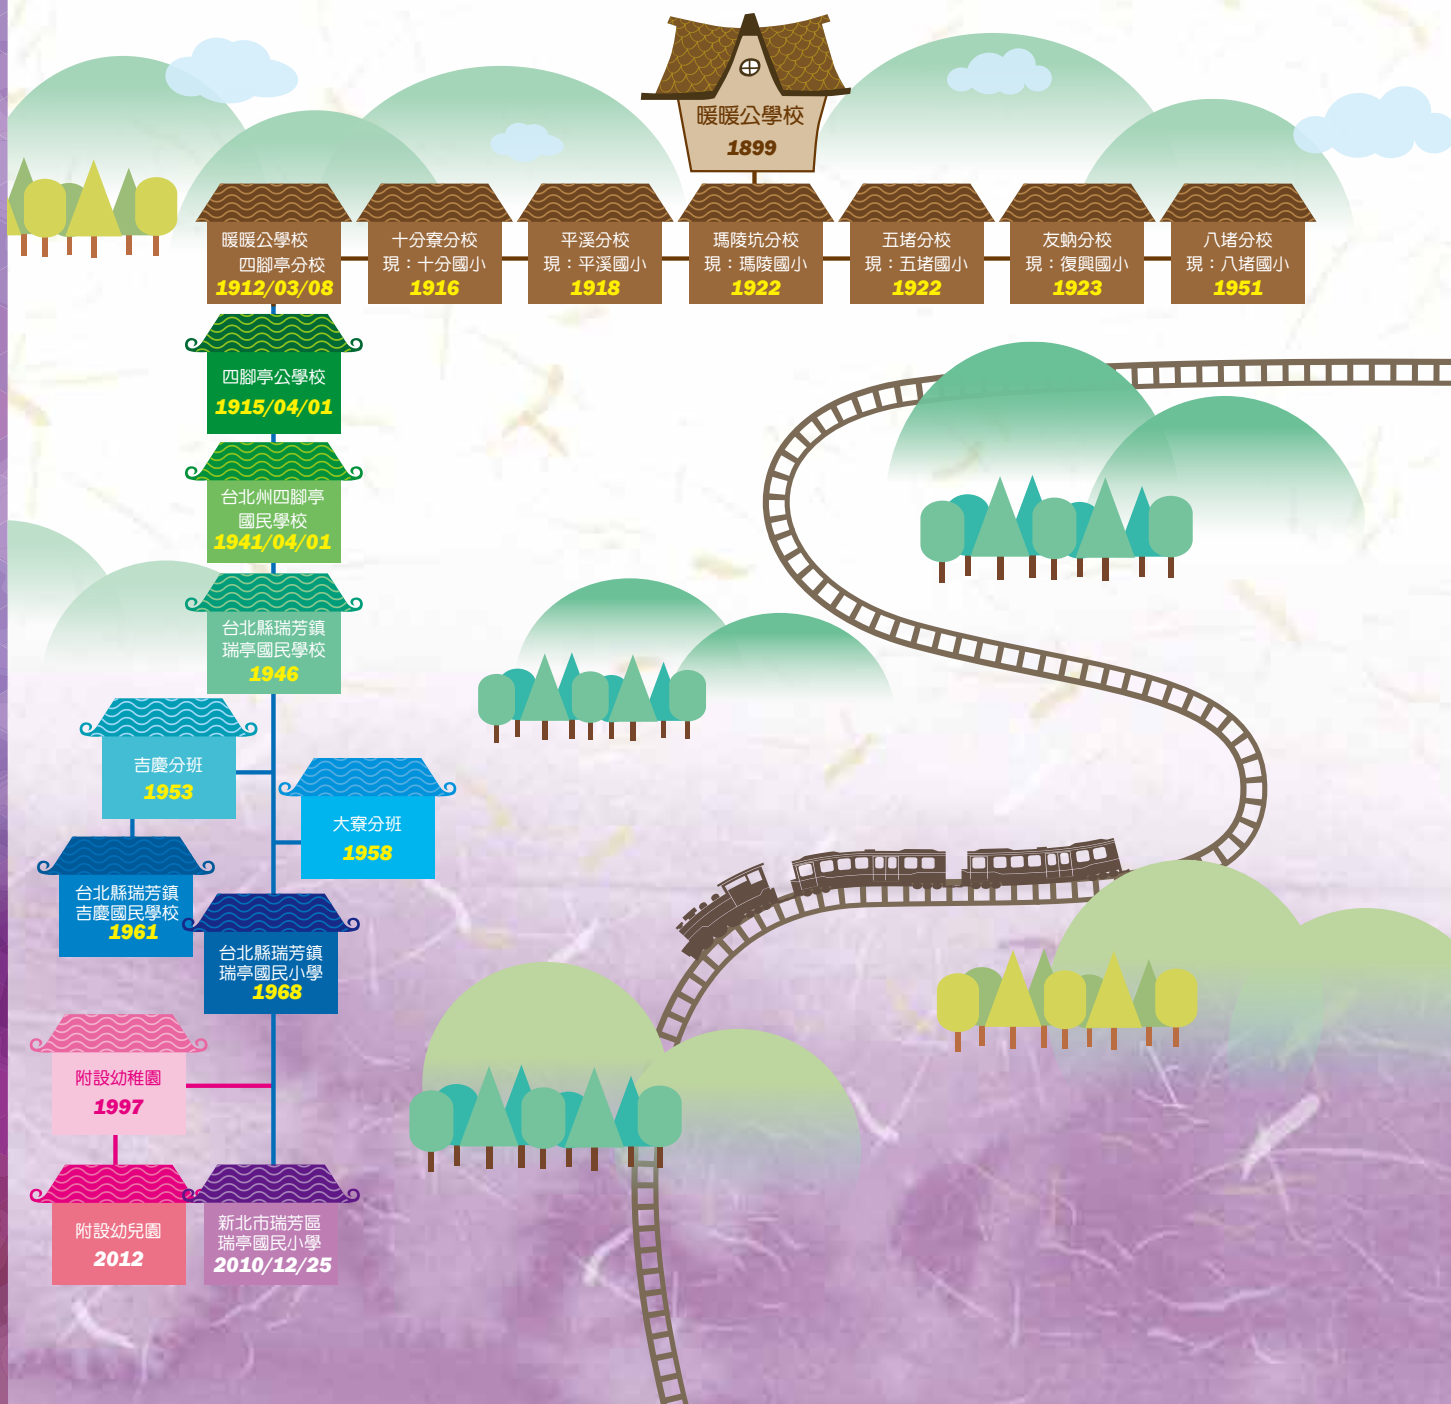 暖暖公學校
1899
暖暖公學校
四腳亭分校
1912/03/08
十分寮分校
現：十分國小
1916
平溪分校
現：平溪國小
1918
瑪陵坑分校
現：瑪陵國小
1922
五堵分校
現：五堵國小
1922
友蚋分校
現：復興國小
1923
八堵分校
現：八堵國小
1951
四腳亭公學校
1915/04/01
台北州四腳亭
國民學校
1941/04/01
台北縣瑞芳鎮
瑞亭國民學校
1946
吉慶分班
1953
大寮分班
1958
台北縣瑞芳鎮
吉慶國民學校
1961
台北縣瑞芳鎮
瑞亭國民小學
1968
附設幼稚園
1997
附設幼兒園
2012
新北市瑞芳區
瑞亭國民小學
2010/12/25